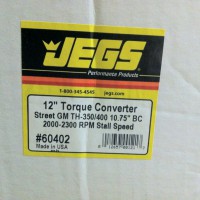 JEGS
Performance Products
1-800-345-4545 jegs.com
12" Torque Converter
Street GM TH-350/400 10.75" BC
2000-2300 RPM Stall Speed
#60402
Made in USA